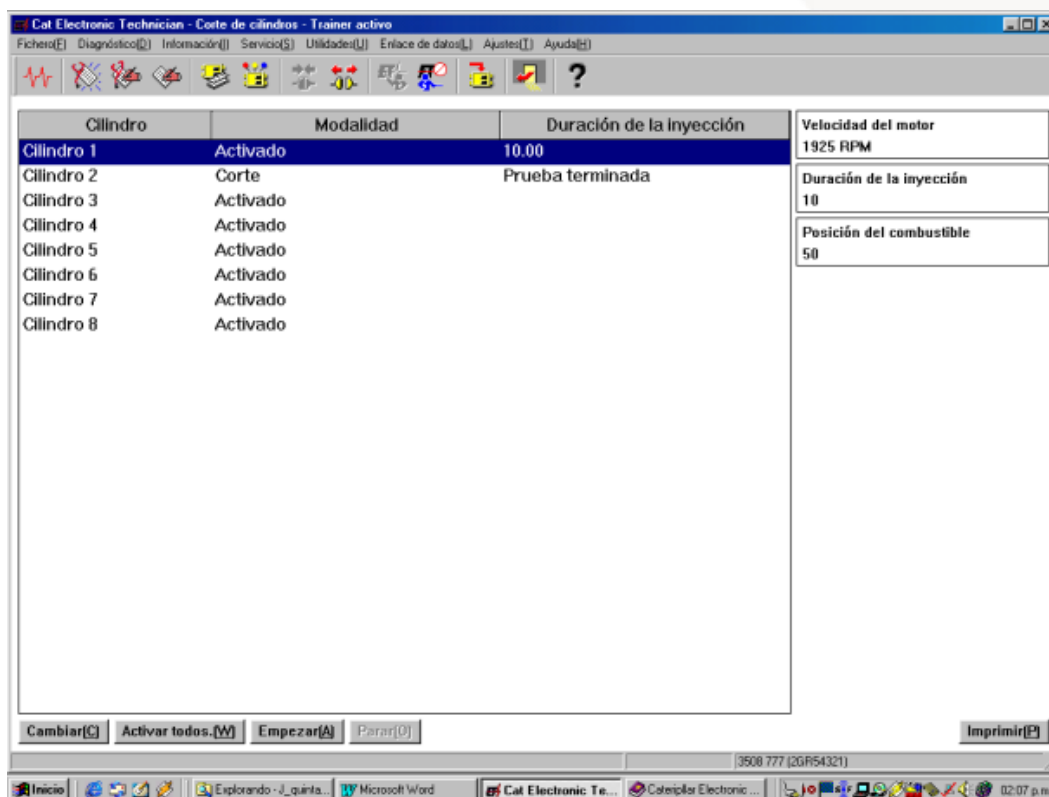 Cat Electronic Technician - Corte de cilindros - Trainer activo
Fichero(F) Diagnóstico(D) Información(I) Servicio(S) Utilidades(U) Enlace de datos(L) Ajustes(T) Ayuda(H)
Cilindro Modalidad Duración de la inyección
Cilindro 1 Activado 10.00
Cilindro 2 Corte Prueba terminada
Cilindro 3 Activado
Cilindro 4 Activado
Cilindro 5 Activado
Cilindro 6 Activado
Cilindro 7 Activado
Cilindro 8 Activado
Velocidad del motor
1925 RPM
Duración de la inyección
10
Posición del combustible
50
Cambiar(C) Activar todos.(W) Empezar(A) Parar(O) Imprimir(P)
3508 777 (2GR54321)
Inicio Explorando - J_quinta... Microsoft Word Cat Electronic Te... Caterpillar Electronic ... 02:07 p.m